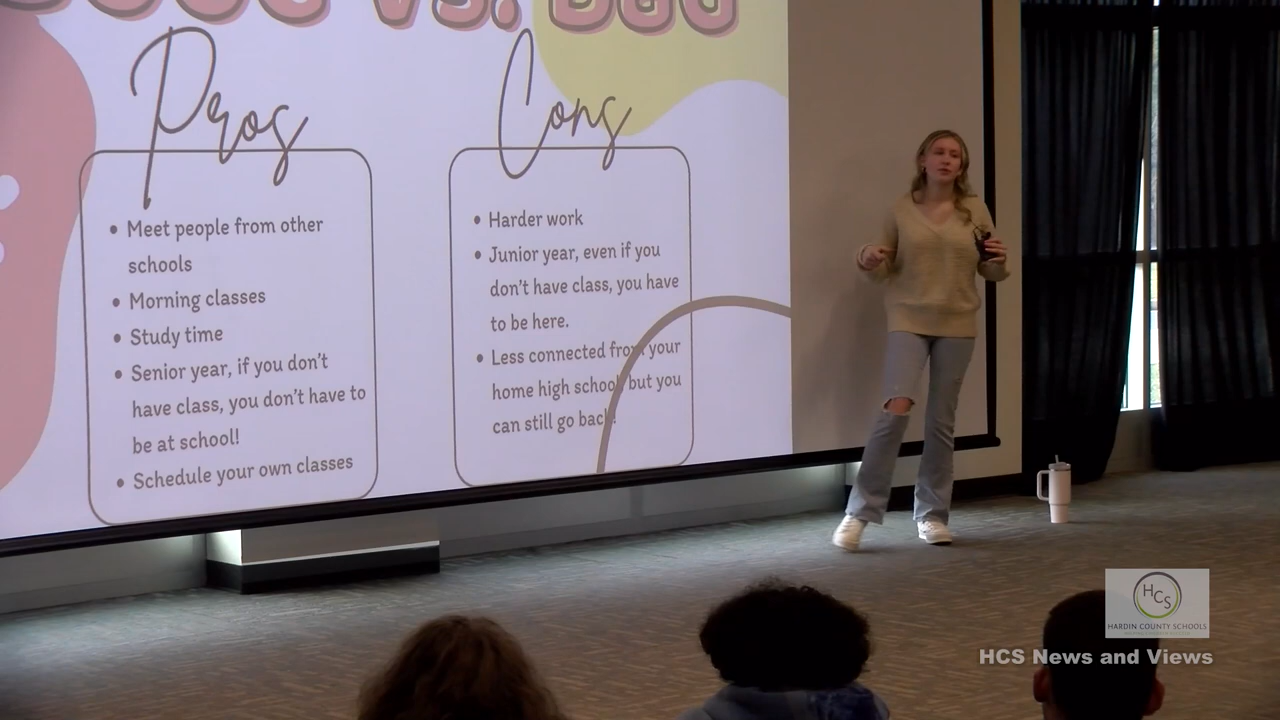 vs. Bad
Pros
Cons
• Meet people from other
schools
• Morning classes
• Study time
• Senior year, if you don't
have class, you don't have to
be at school!
• Schedule your own classes
• Harder work
• Junior year, even if you
don't have class, you have
to be here.
• Less connected from your
home high school, but you
can still go back!
HCS
HARDIN COUNTY SCHOOLS
HCS News and Views